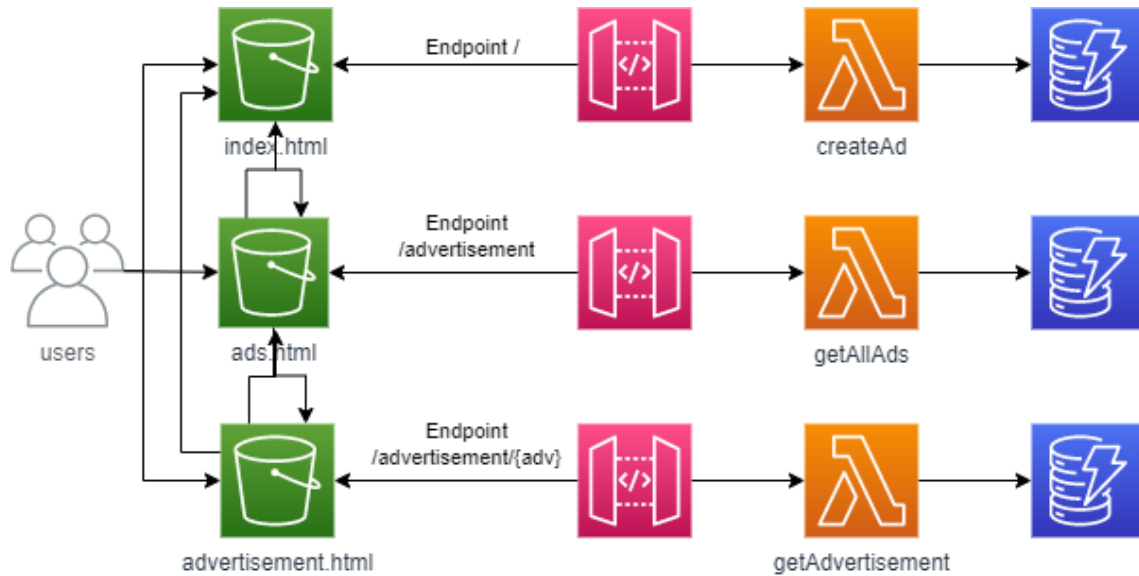 Endpoint /
index.html
createAd
Endpoint
/advertisement
users
ads.html
getAllAds
Endpoint
/advertisement/{adv}
advertisement.html
getAdvertisement